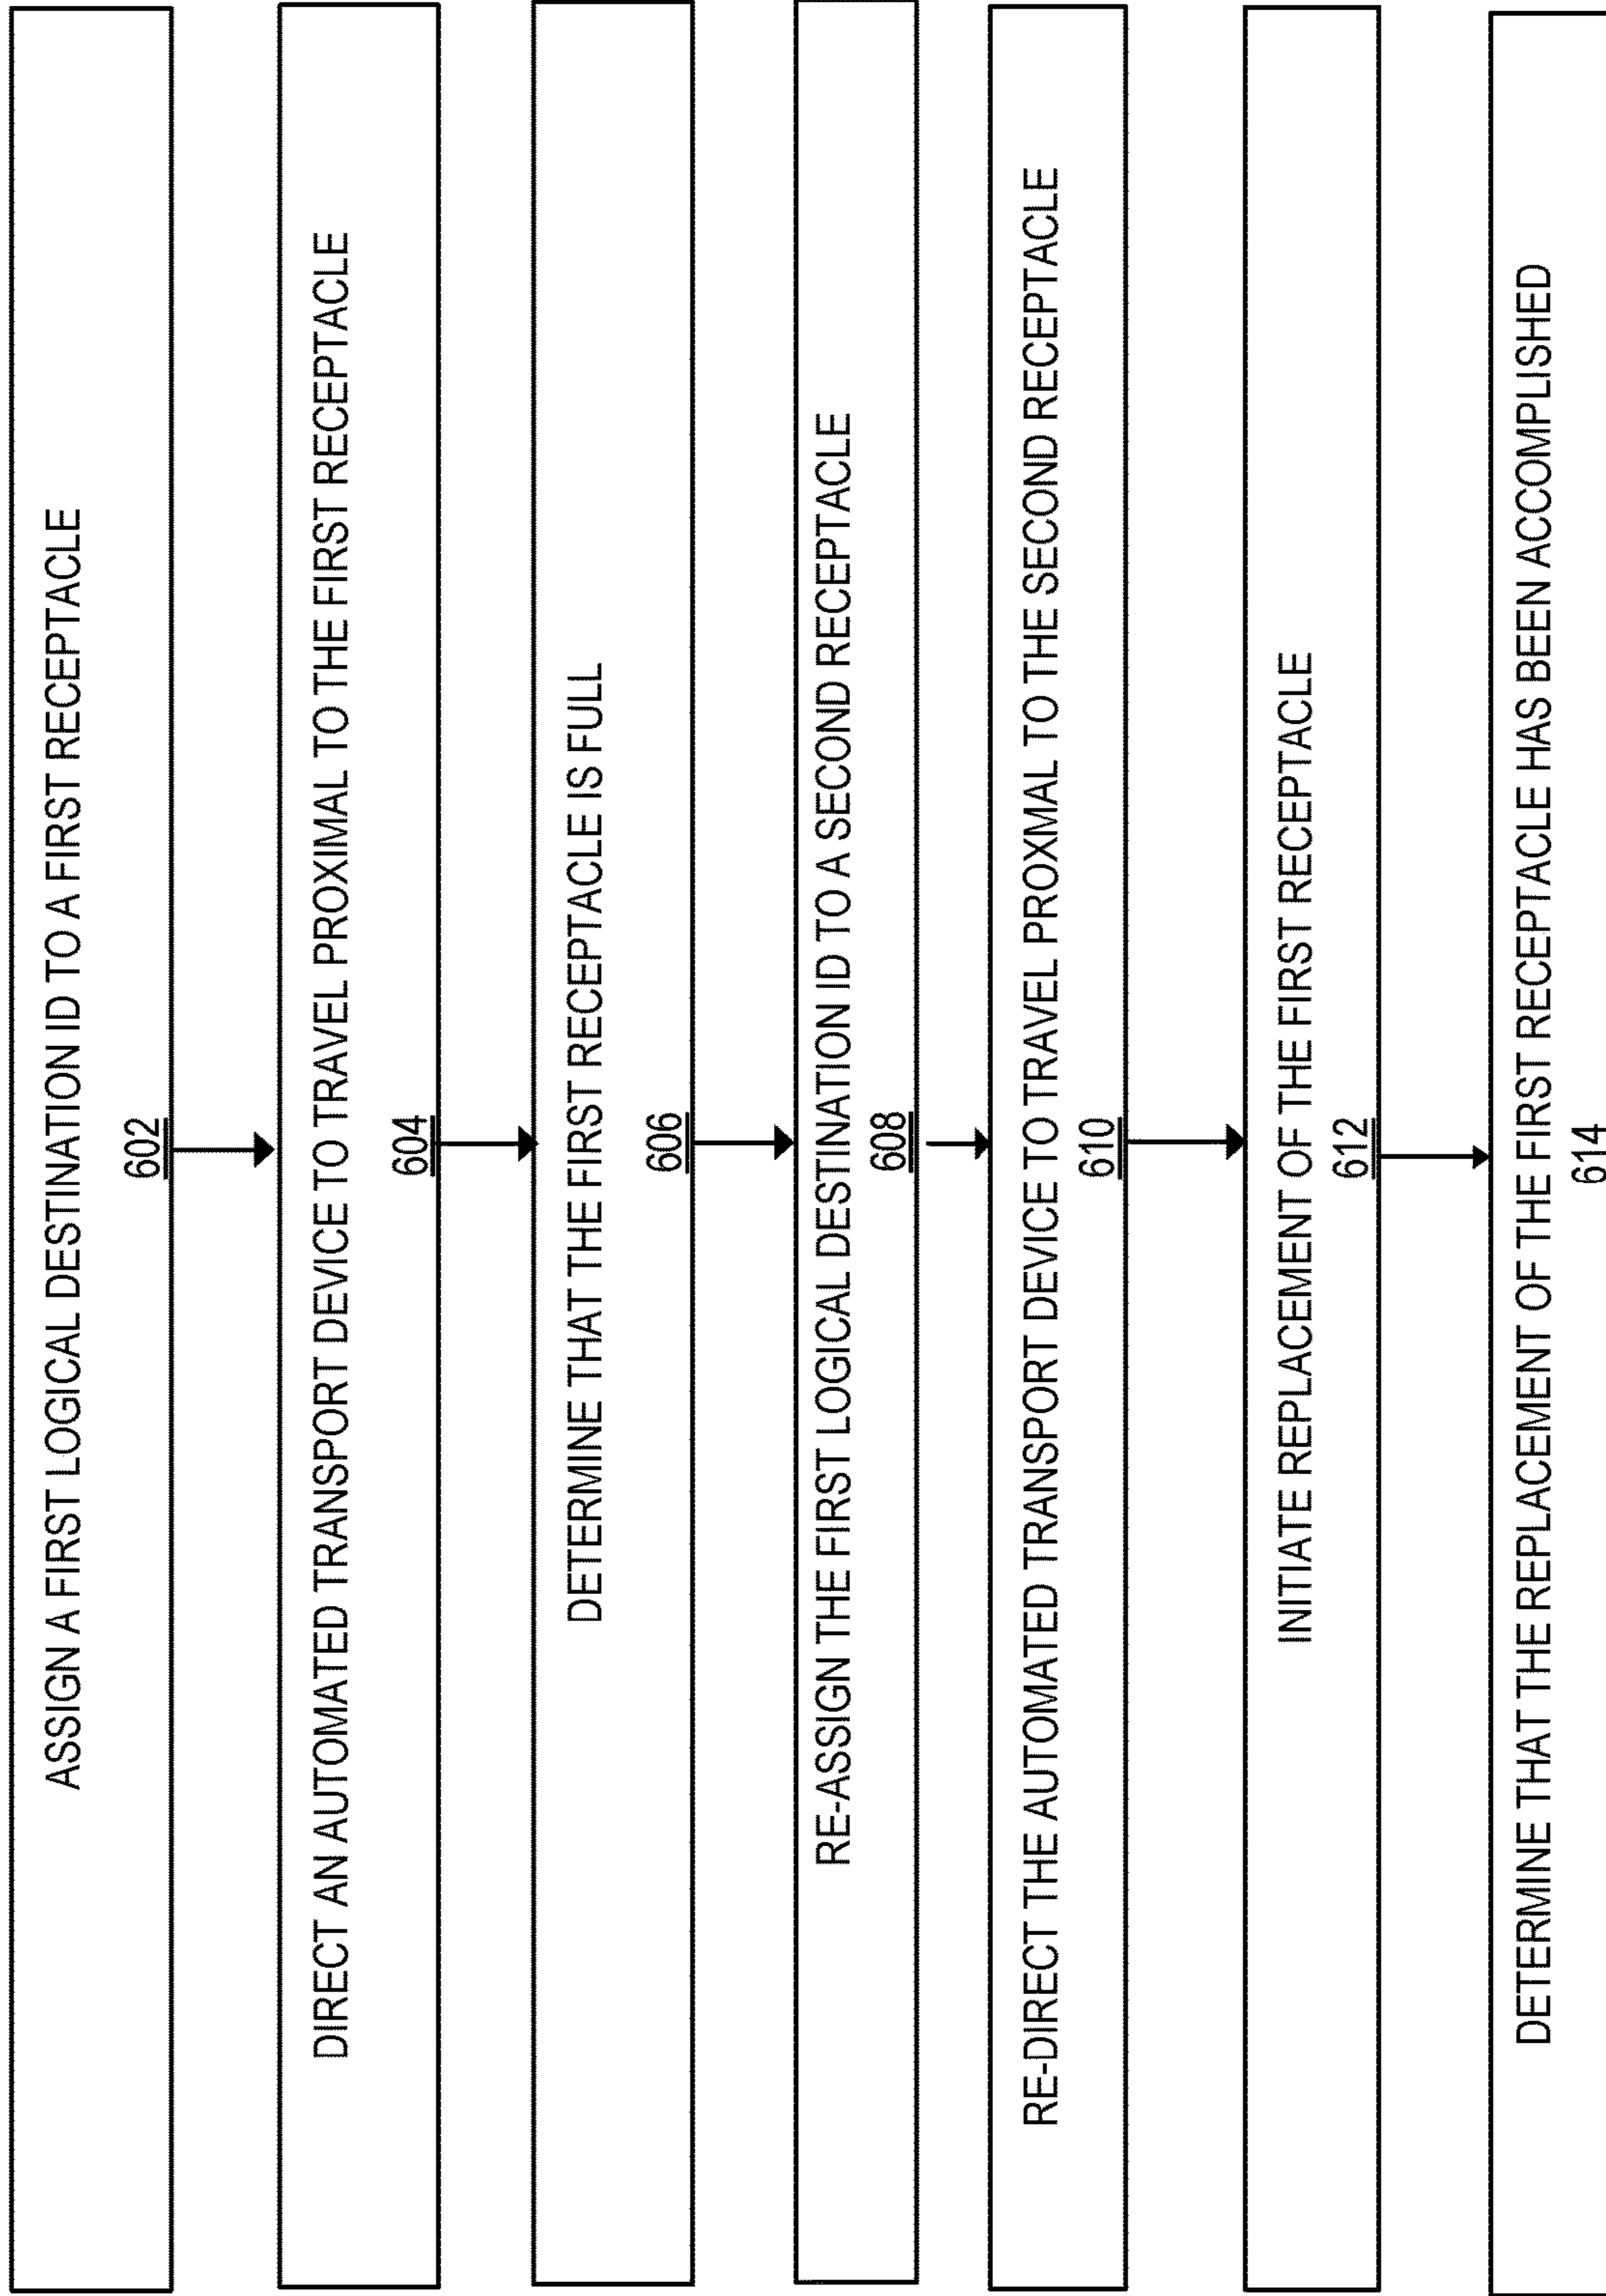 ASSIGN A FIRST LOGICAL DESTINATION ID TO A FIRST RECEPTACLE
602
DIRECT AN AUTOMATED TRANSPORT DEVICE TO TRAVEL PROXIMAL TO THE FIRST RECEPTACLE
604
DETERMINE THAT THE FIRST RECEPTACLE IS FULL
606
RE-ASSIGN THE FIRST LOGICAL DESTINATION ID TO A SECOND RECEPTACLE
608
RE-DIRECT THE AUTOMATED TRANSPORT DEVICE TO TRAVEL PROXMAL TO THE SECOND RECEPTACLE
610
INITIATE REPLACEMENT OF THE FIRST RECEPTACLE
612
DETERMINE THAT THE REPLACEMENT OF THE FIRST RECEPTACLE HAS BEEN ACCOMPLISHED
614